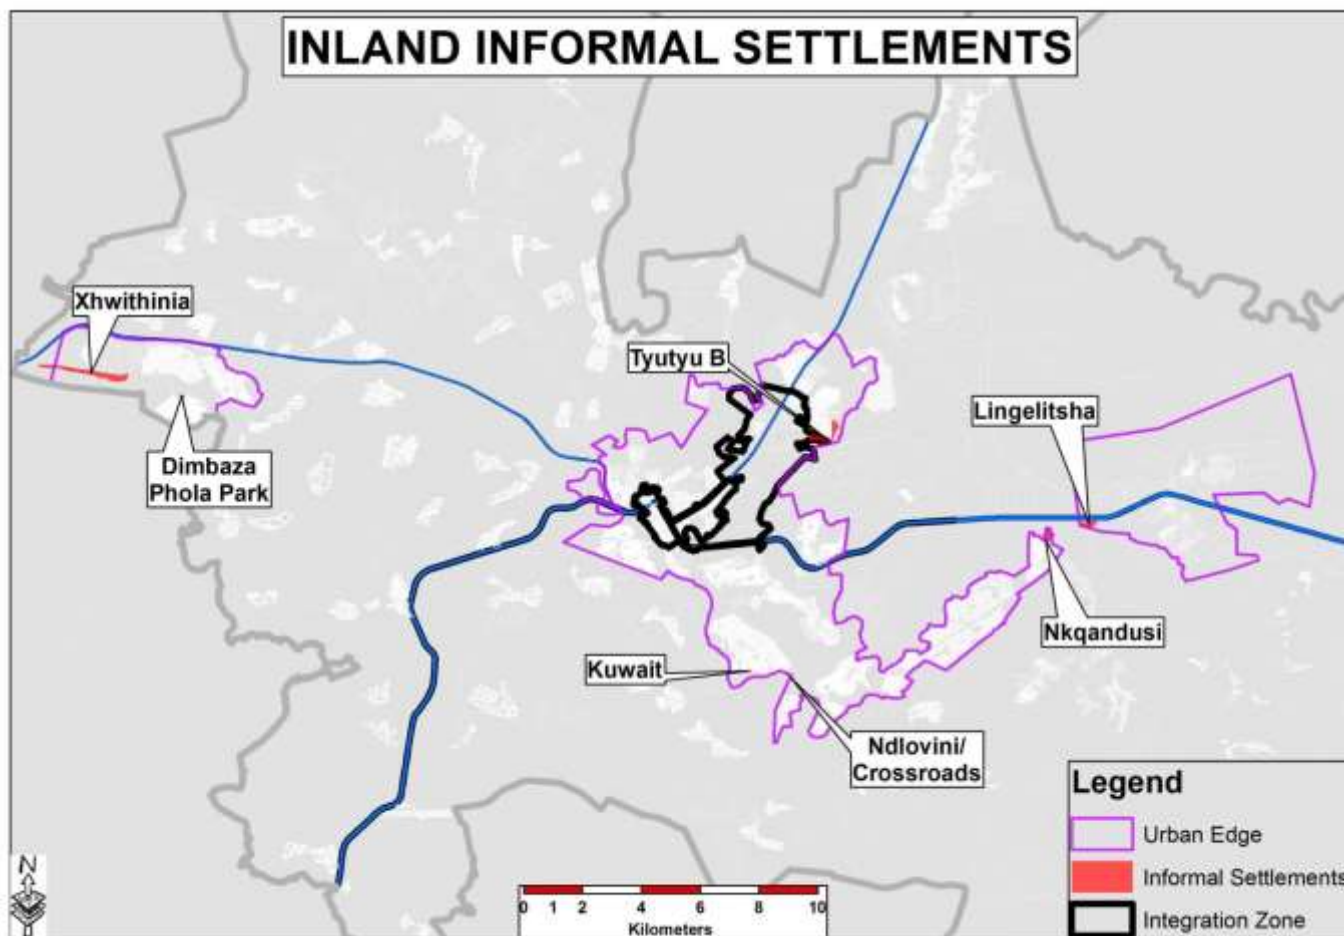 INLAND INFORMAL SETTLEMENTS
Xhwithinia
Tyutyu B
Lingelitsha
Dimbaza
Phola Park
Nkqandusi
Kuwait
Ndlovini/
Crossroads
Legend
Urban Edge
Informal Settlements
Integration Zone
N
0 1 2 4 6 8 10
Kilometers